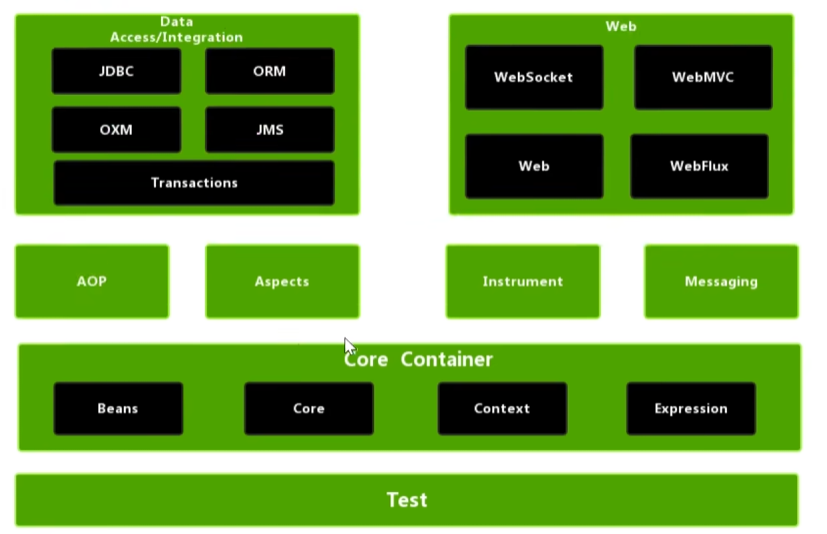 Data
Access/Integration
JDBC
ORM
OXM
JMS
Transactions
Web
WebSocket
WebMVC
Web
WebFlux
AOP
Aspects
Instrument
Messaging
Core Container
Beans
Core
Context
Expression
Test